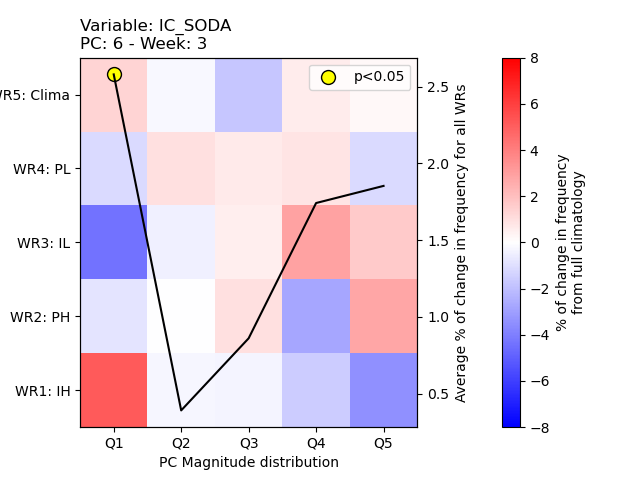 Variable: IC_SODA
PC: 6 - Week: 3
p<0.05
WR5: Clima
WR4: PL
WR3: IL
WR2: PH
WR1: IH
Q1 Q2 Q3 Q4 Q5
PC Magnitude distribution
2.5
2.0
1.5
1.0
0.5
Average % of change in frequency for all WRs
8
6
4
2
0
−2
−4
−6
−8
% of change in frequency
from full climatology